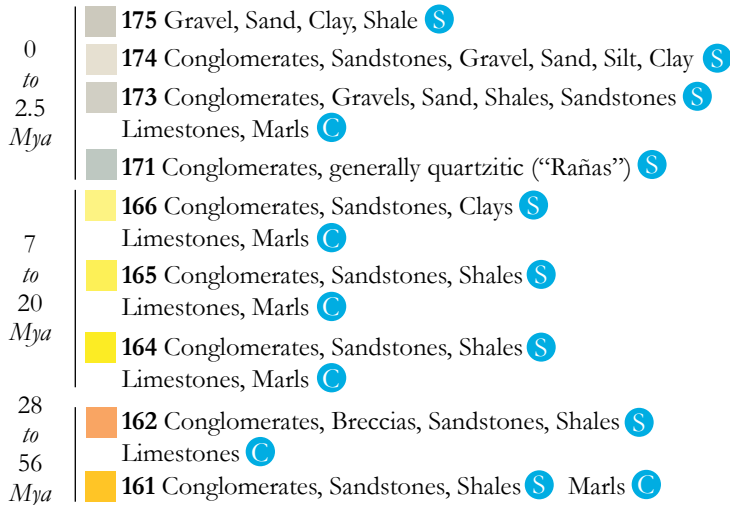 0
to
2.5
Mya
175 Gravel, Sand, Clay, Shale S
174 Conglomerates, Sandstones, Gravel, Sand, Silt, Clay S
173 Conglomerates, Gravels, Sand, Shales, Sandstones S
Limestones, Marls C
171 Conglomerates, generally quartzitic (“Rañas”) S
7
to
20
Mya
166 Conglomerates, Sandstones, Clays S
Limestones, Marls C
165 Conglomerates, Sandstones, Shales S
Limestones, Marls C
164 Conglomerates, Sandstones, Shales S
Limestones, Marls C
28
to
56
Mya
162 Conglomerates, Breccias, Sandstones, Shales S
Limestones C
161 Conglomerates, Sandstones, Shales S Marls C